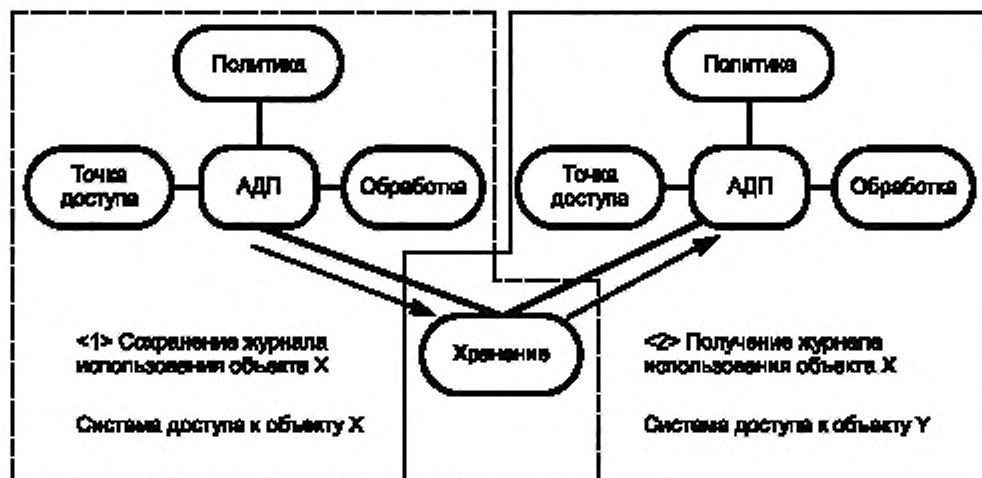 Политика
Точка
доступа
АДП
Обработка
Политика
Точка
доступа
АДП
Обработка
Хранение
<1> Сохранение журнала
использования объекта X
Система доступа к объекту X
<2> Получение журнала
использования объекта X
Система доступа к объекту Y